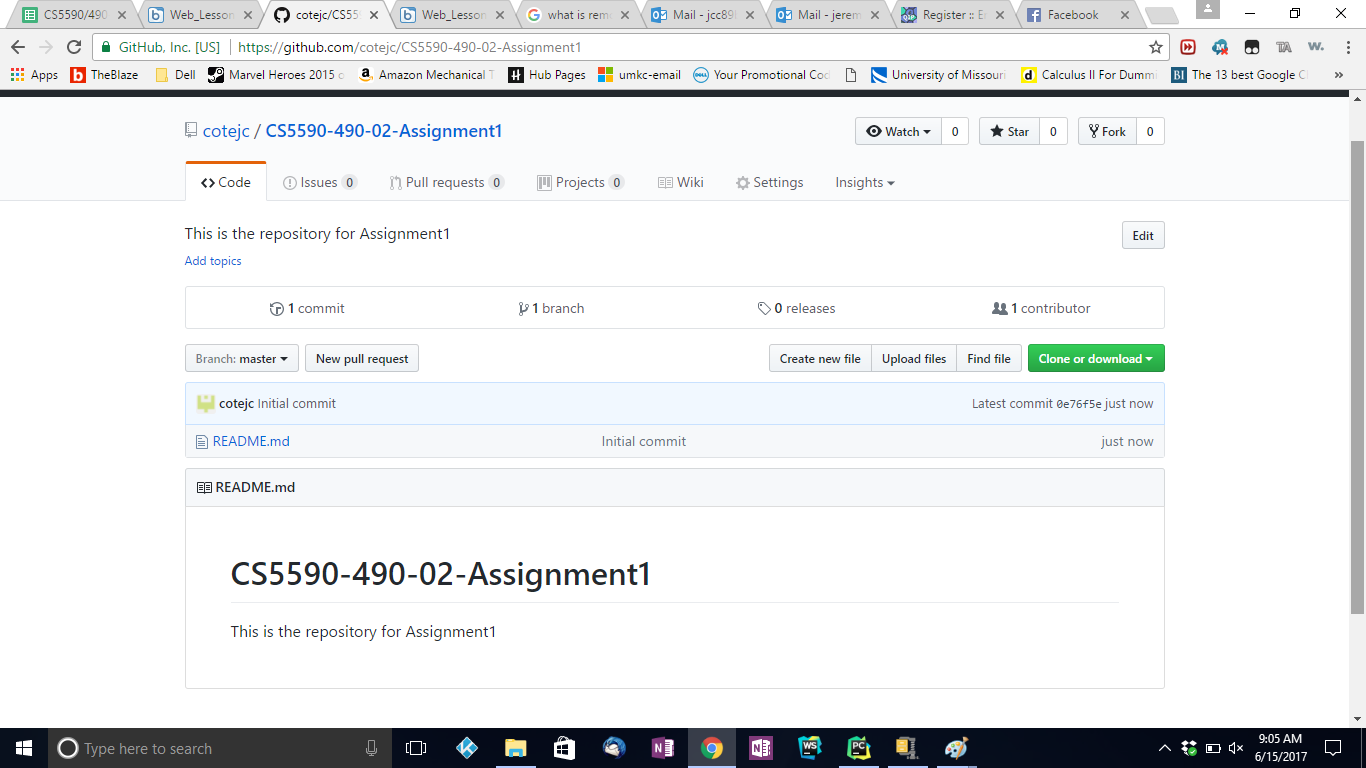 CS5590/490 Web_Lesson cotejc/CS55 Web_Lesson what is rem Mail - jcc89 Mail - jerem Register :: E Facebook
GitHub, Inc. [US] https://github.com/cotejc/CS5590-490-02-Assignment1
Apps TheBlaze Dell Marvel Heroes 2015 Amazon Mechanical T Hub Pages umkc-email Your Promotional Co University of Missour Calculus II For Dumm The 13 best Google C »
cotejc / CS5590-490-02-Assignment1
Watch 0 Star 0 Fork 0
Code Issues 0 Pull requests 0 Projects 0 Wiki Settings Insights
This is the repository for Assignment1
Edit
Add topics
1 commit 1 branch 0 releases 1 contributor
Branch: master New pull request Create new file Upload files Find file Clone or download
cotejc Initial commit Latest commit 0e76f5e just now
README.md Initial commit just now
README.md
CS5590-490-02-Assignment1
This is the repository for Assignment1
Type here to search
9:05 AM
6/15/2017